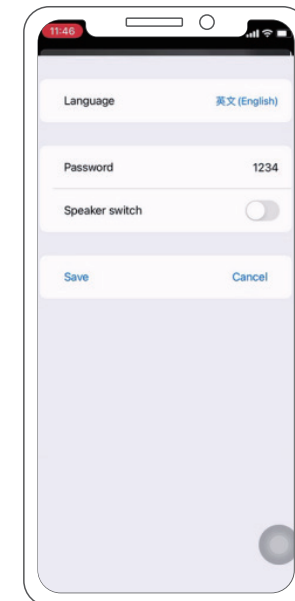 11:46
Language 英文 (English)
Password 1234
Speaker switch
Save Cancel